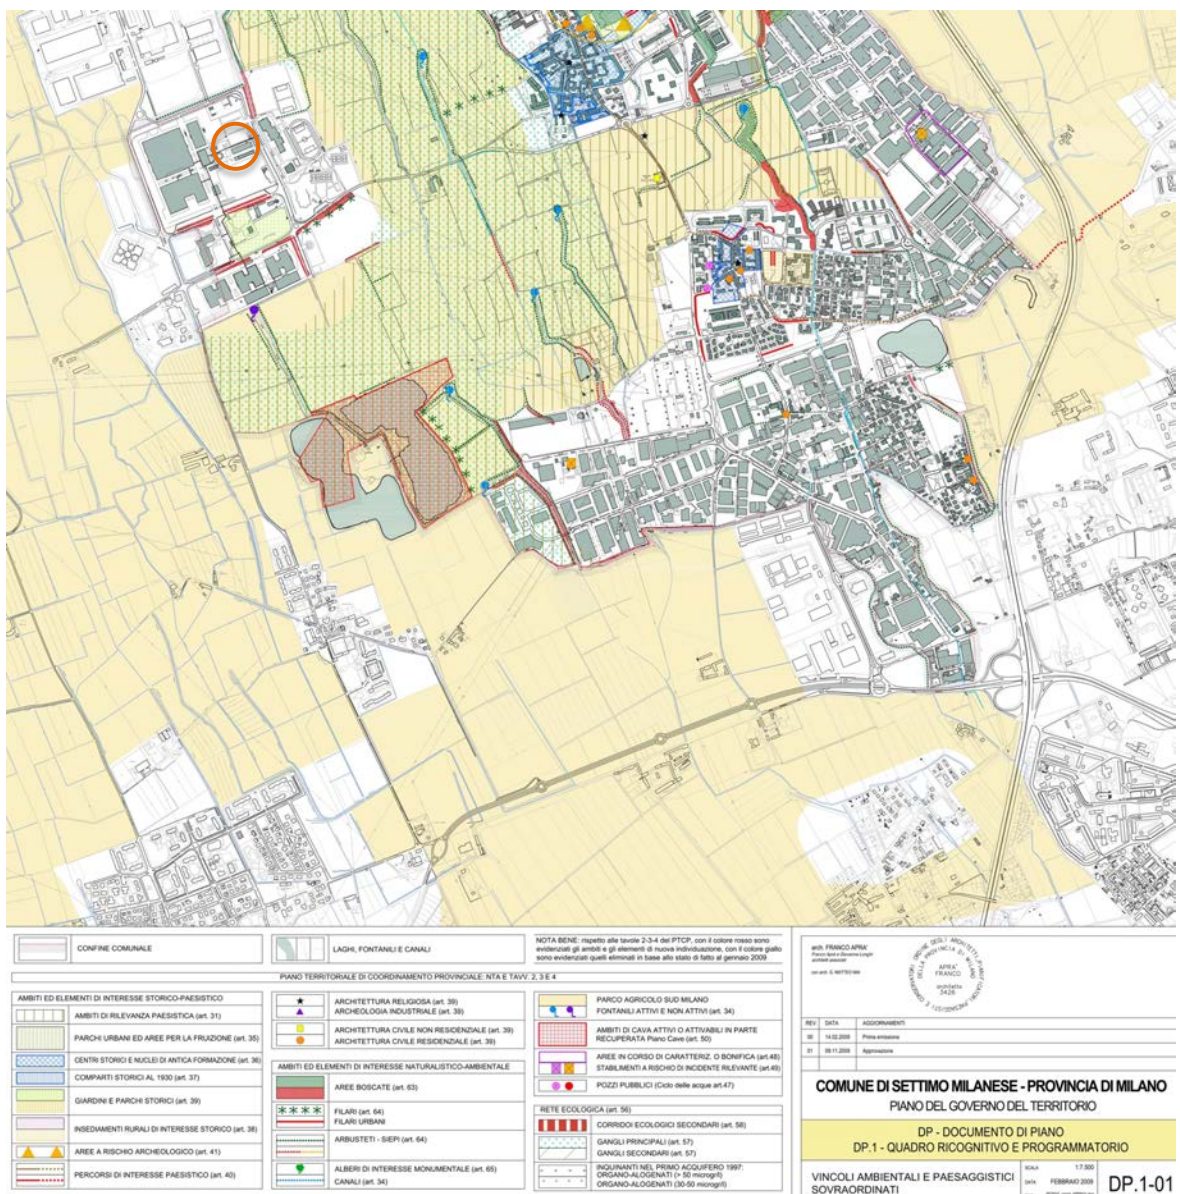 CONFINE COMUNALE
LAGHI, FONTANILI E CANALI
NOTA BENE: rispetto alle tavole 2-3-4 del PTCP, con il colore rosso sono
evidenziati gli ambiti e gli elementi di nuova individuazione, con il colore giallo
sono evidenziati quelli eliminati in base allo stato di fatto al gennaio 2009
PIANO TERRITORIALE DI COORDINAMENTO PROVINCIALE: NTA E TAVV. 2, 3 E 4
AMBITI ED ELEMENTI DI INTERESSE STORICO-PAESISTICO
AMBITI DI RILEVANZA PAESISTICA (art. 31)
PARCHI URBANI ED AREE PER LA FRUIZIONE (art. 35)
CENTRI STORICI E NUCLEI DI ANTICA FORMAZIONE (art. 36)
COMPARTI STORICI AL 1930 (art. 37)
GIARDINI E PARCHI STORICI (art. 39)
INSEDIAMENTI RURALI DI INTERESSE STORICO (art. 38)
AREE A RISCHIO ARCHEOLOGICO (art. 41)
PERCORSI DI INTERESSE PAESISTICO (art. 40)
ARCHITETTURA RELIGIOSA (art. 39)
ARCHEOLOGIA INDUSTRIALE (art. 39)
ARCHITETTURA CIVILE NON RESIDENZIALE (art. 39)
ARCHITETTURA CIVILE RESIDENZIALE (art. 39)
AMBITI ED ELEMENTI DI INTERESSE NATURALISTICO-AMBIENTALE
AREE BOSCATE (art. 63)
FILARI (art. 64)
FILARI URBANI
ARBUSTETI - SIEPI (art. 64)
ALBERI DI INTERESSE MONUMENTALE (art. 65)
CANALI (art. 34)
PARCO AGRICOLO SUD MILANO
FONTANILI ATTIVI E NON ATTIVI (art. 34)
AMBITI DI CAVA ATTIVI O ATTIVABILI IN PARTE
RECUPERATA Piano Cave (art. 50)
AREE IN CORSO DI CARATTERIZ. O BONIFICA (art.48)
STABILIMENTI A RISCHIO DI INCIDENTE RILEVANTE (art.49)
POZZI PUBBLICI (Ciclo delle acque art.47)
RETE ECOLOGICA (art. 56)
CORRIDOI ECOLOGICI SECONDARI (art. 58)
GANGLI PRINCIPALI (art. 57)
GANGLI SECONDARI (art. 57)
INQUINANTI NEL PRIMO ACQUIFERO 1997:
ORGANO-ALOGENATI (> 50 microgr/l)
ORGANO-ALOGENATI (30-50 microgr/l)
arch. FRANCO APRA'
APRA'
FRANCO
architetto
3426
REV DATA AGGIORNAMENTI
00 14.02.2009 Prima emissione
01 09.11.2009 Approvazione
COMUNE DI SETTIMO MILANESE - PROVINCIA DI MILANO
PIANO DEL GOVERNO DEL TERRITORIO
DP - DOCUMENTO DI PIANO
DP.1 - QUADRO RICOGNITIVO E PROGRAMMATORIO
VINCOLI AMBIENTALI E PAESAGGISTICI
SOVRAORDINATI
SCALA 1:7.500
DATA FEBBRAIO 2009
DP.1-01